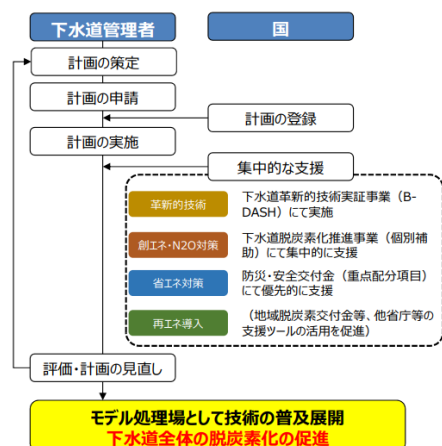 下水道管理者
国
計画の策定
計画の申請
計画の登録
計画の実施
集中的な支援
革新的技術
下水道革新的技術実証事業（B-
DASH）にて実施
創エネ・N2O対策
下水道脱炭素化推進事業（個別補
助）にて集中的に支援
省エネ対策
防災・安全交付金（重点配分項目）
にて優先的に支援
再エネ導入
（地域脱炭素交付金等、他省庁等の
支援ツールの活用を促進）
評価・計画の見直し
モデル処理場として技術の普及展開
下水道全体の脱炭素化の促進